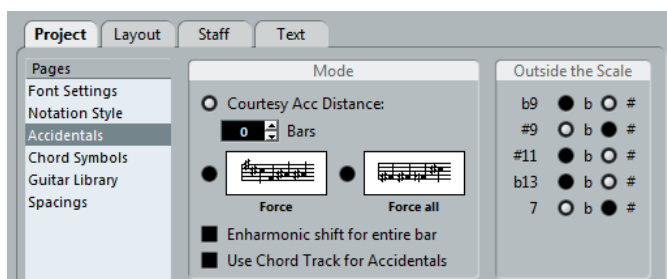 Project Layout Staff Text
Pages
Font Settings
Notation Style
Accidentals
Chord Symbols
Guitar Library
Spacings
Mode
Courtesy Acc Distance:
0 Bars
Force Force all
Enharmonic shift for entire bar
Use Chord Track for Accidentals
Outside the Scale
b9 b #
#9 b #
#11 b #
b13 b #
7 b #